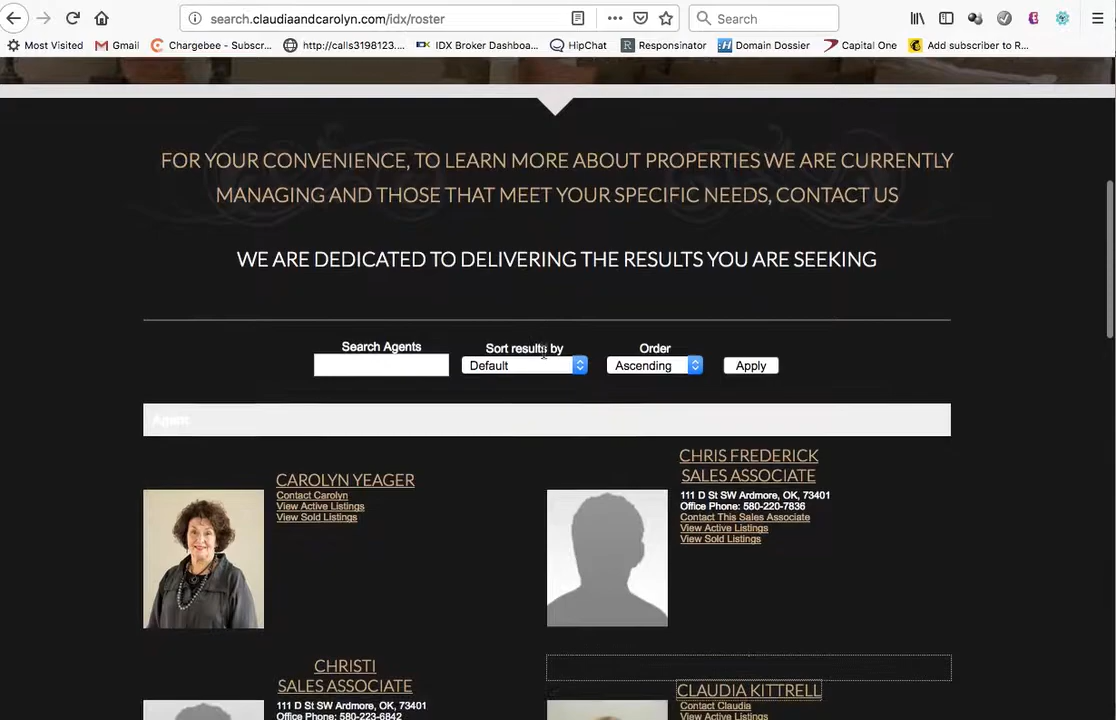 search.claudiaandcarolyn.com/idx/roster
Search
Most Visited
Gmail
Chargebee - Subscr...
http://calls3198123....
IDX Broker Dashboa...
HipChat
Responsinator
Domain Dossier
Capital One
Add subscriber to R...
FOR YOUR CONVENIENCE, TO LEARN MORE ABOUT PROPERTIES WE ARE CURRENTLY
MANAGING AND THOSE THAT MEET YOUR SPECIFIC NEEDS, CONTACT US
WE ARE DEDICATED TO DELIVERING THE RESULTS YOU ARE SEEKING
Search Agents
Sort results by
Order
Default
Ascending
Apply
Agent
CAROLYN YEAGER
Contact Carolyn
View Active Listings
View Sold Listings
CHRIS FREDERICK
SALES ASSOCIATE
111 D St SW Ardmore, OK, 73401
Office Phone: 580-220-7836
Contact This Sales Associate
View Active Listings
View Sold Listings
CHRISTI
SALES ASSOCIATE
111 D St SW Ardmore, OK, 73401
Office Phone: 580-223-6842
CLAUDIA KITTRELL
Contact Claudia
View Active Listings